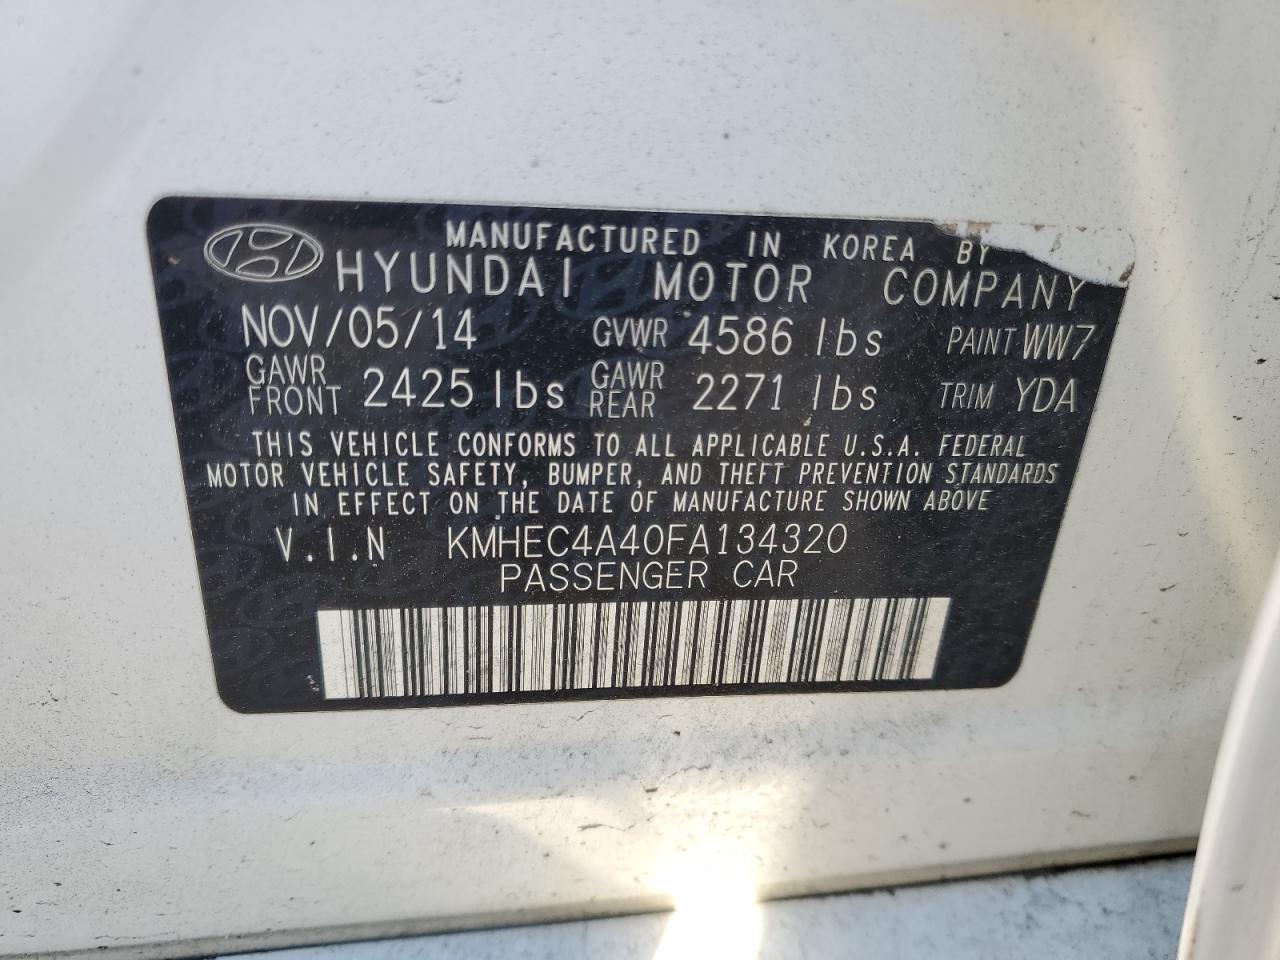 MANUFACTURED IN KOREA BY
HYUNDAI MOTOR COMPANY
NOV/05/14 GVWR 4586 lbs PAINT WW7
GAWR FRONT 2425 lbs GAWR REAR 2271 lbs TRIM YDA
THIS VEHICLE CONFORMS TO ALL APPLICABLE U.S.A. FEDERAL
MOTOR VEHICLE SAFETY, BUMPER, AND THEFT PREVENTION STANDARDS
IN EFFECT ON THE DATE OF MANUFACTURE SHOWN ABOVE
V.I.N KMHEC4A40FA134320
PASSENGER CAR